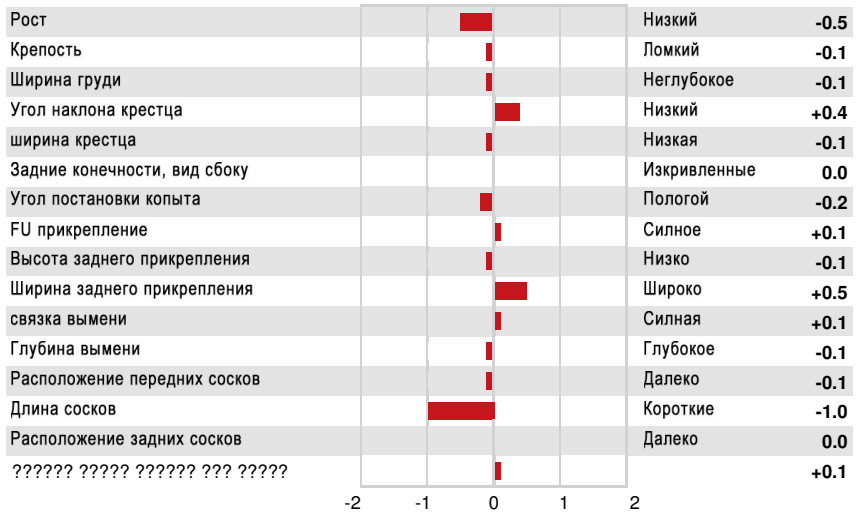 Рост Низкий -0.5
Крепость Ломкий -0.1
Ширина груди Неглубокое -0.1
Угол наклона крестца Низкий +0.4
ширина крестца Низкая -0.1
Задние конечности, вид сбоку Изкривленные 0.0
Угол постановки копыта Пологой -0.2
FU прикрепление Силное +0.1
Высота заднего прикрепления Низко -0.1
Ширина заднего прикрепления Широко +0.5
связка вымени Силная +0.1
Глубина вымени Глубокое -0.1
Расположение передних сосков Далеко -0.1
Длина сосков Короткие -1.0
Расположение задних сосков Далеко 0.0
?????? ????? ?????? ??? ????? +0.1
-2 -1 0 1 2